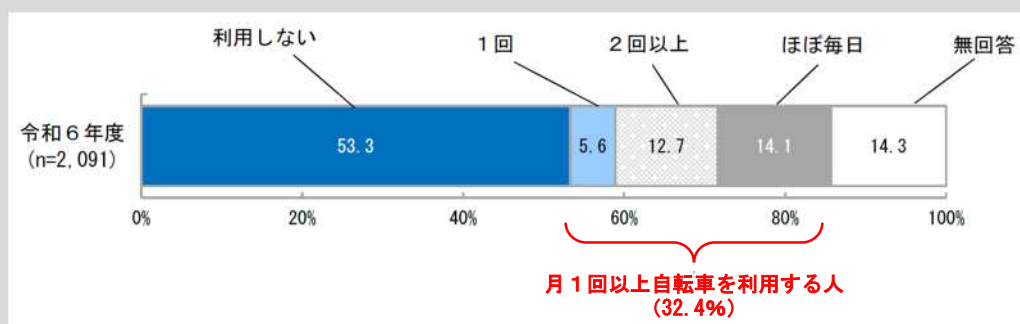 利用しない １回 ２回以上 ほぼ毎日 無回答
令和６年度
(n=2,091)
53.3 5.6 12.7 14.1 14.3
0% 20% 40% 60% 80% 100%
月１回以上自転車を利用する人
(32.4%)